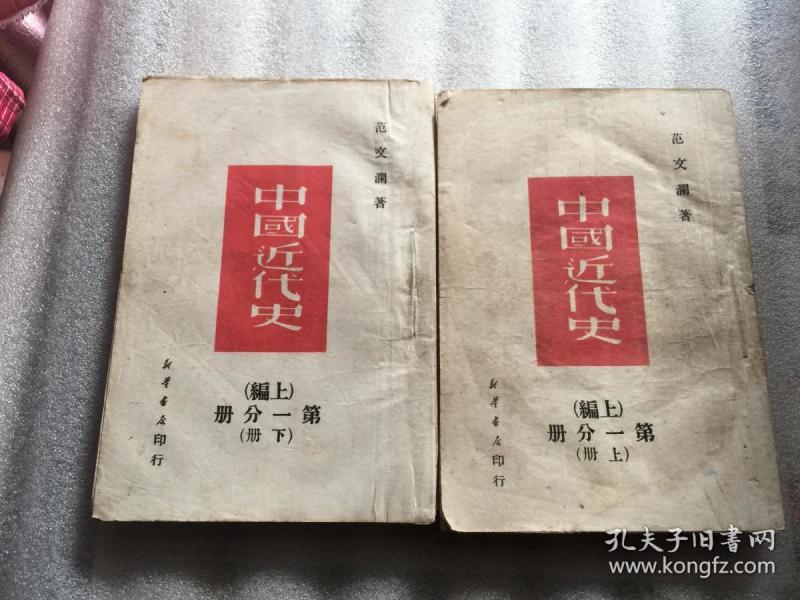 范文瀾著
中國近代史
(上編)
第一分册
(下册)
新華書店印行
范文瀾著
中國近代史
(上編)
第一分册
(上册)
新華書店印行
孔夫子旧书网
www.kongfz.com